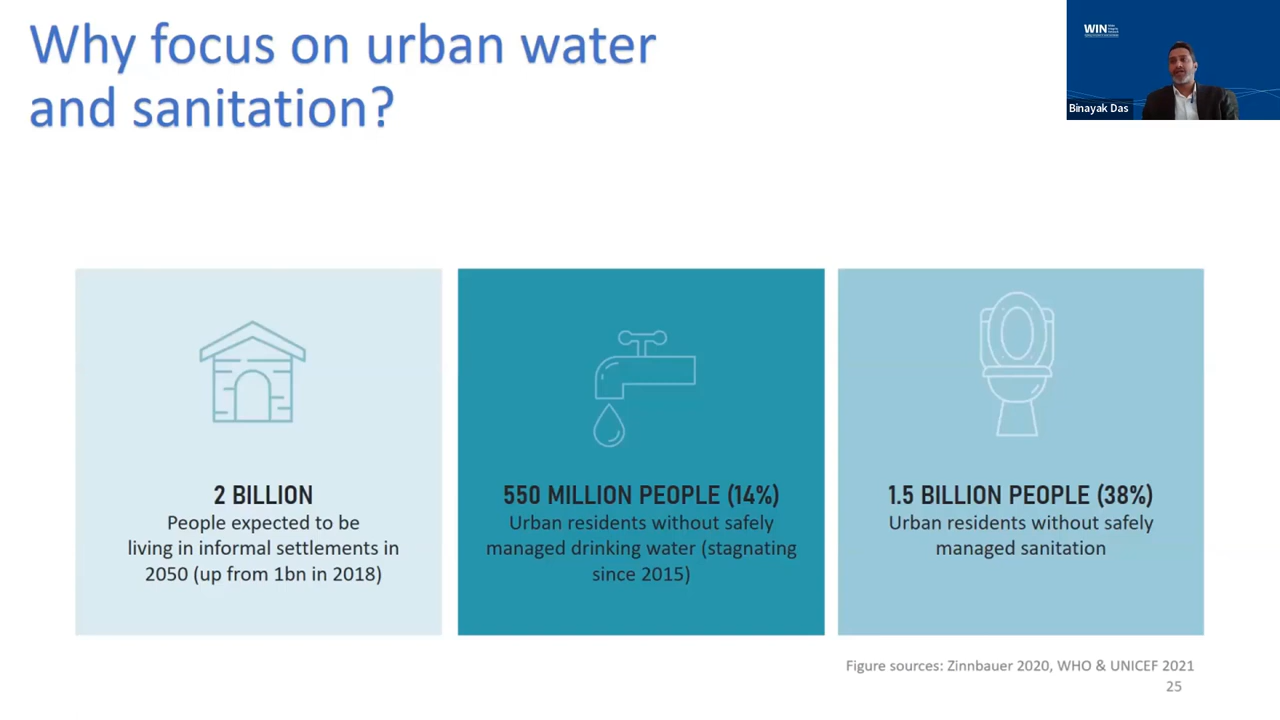 Why focus on urban water
and sanitation?
WIN
Binayak Das
2 BILLION
People expected to be
living in informal settlements in
2050 (up from 1bn in 2018)
550 MILLION PEOPLE (14%)
Urban residents without safely
managed drinking water (stagnating
since 2015)
1.5 BILLION PEOPLE (38%)
Urban residents without safely
managed sanitation
Figure sources: Zinnbauer 2020, WHO & UNICEF 2021
25